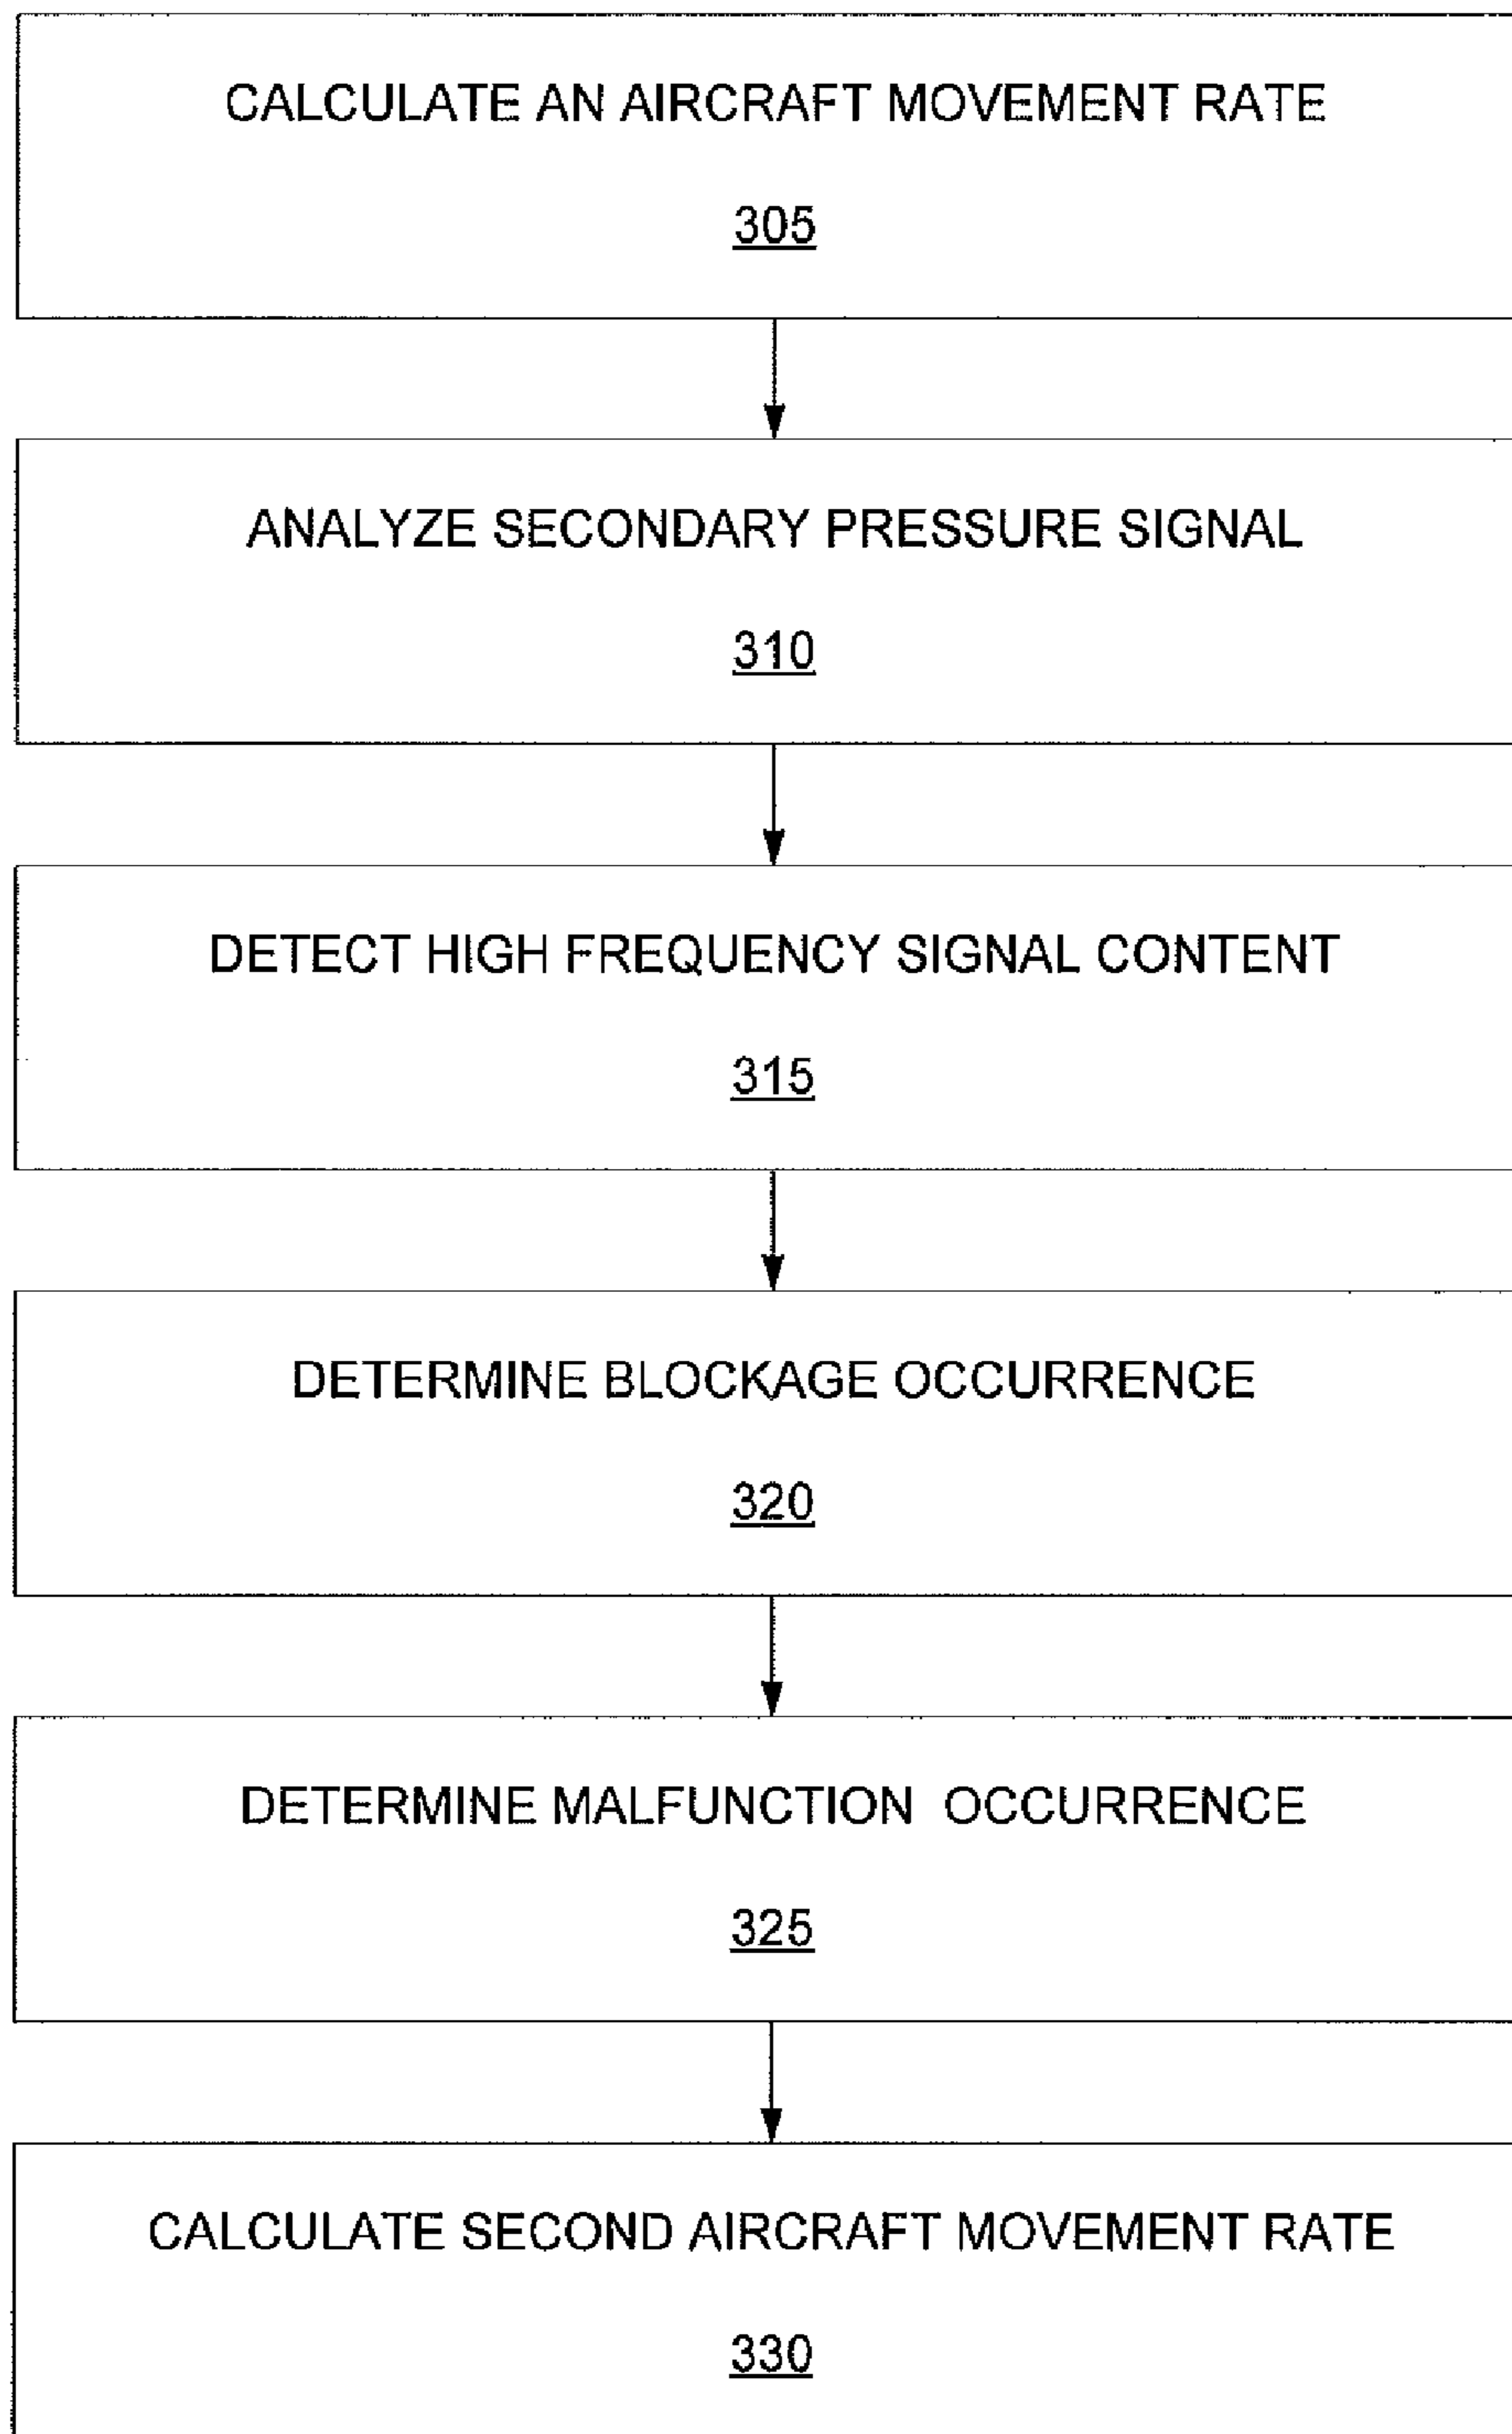 CALCULATE AN AIRCRAFT MOVEMENT RATE
305
ANALYZE SECONDARY PRESSURE SIGNAL
310
DETECT HIGH FREQUENCY SIGNAL CONTENT
315
DETERMINE BLOCKAGE OCCURRENCE
320
DETERMINE MALFUNCTION OCCURRENCE
325
CALCULATE SECOND AIRCRAFT MOVEMENT RATE
330